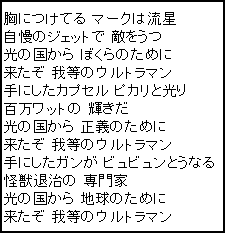 胸につけてる マークは流星
自慢のジェットで 敵をうつ
光の国から ぼくらのために
来たぞ 我等のウルトラマン
手にしたカプセル ピカリと光り
百万ワットの 輝きだ
光の国から 正義のために
来たぞ 我等のウルトラマン
手にしたガンが ビュビュンとうなる
怪獣退治の 専門家
光の国から 地球のために
来たぞ 我等のウルトラマン